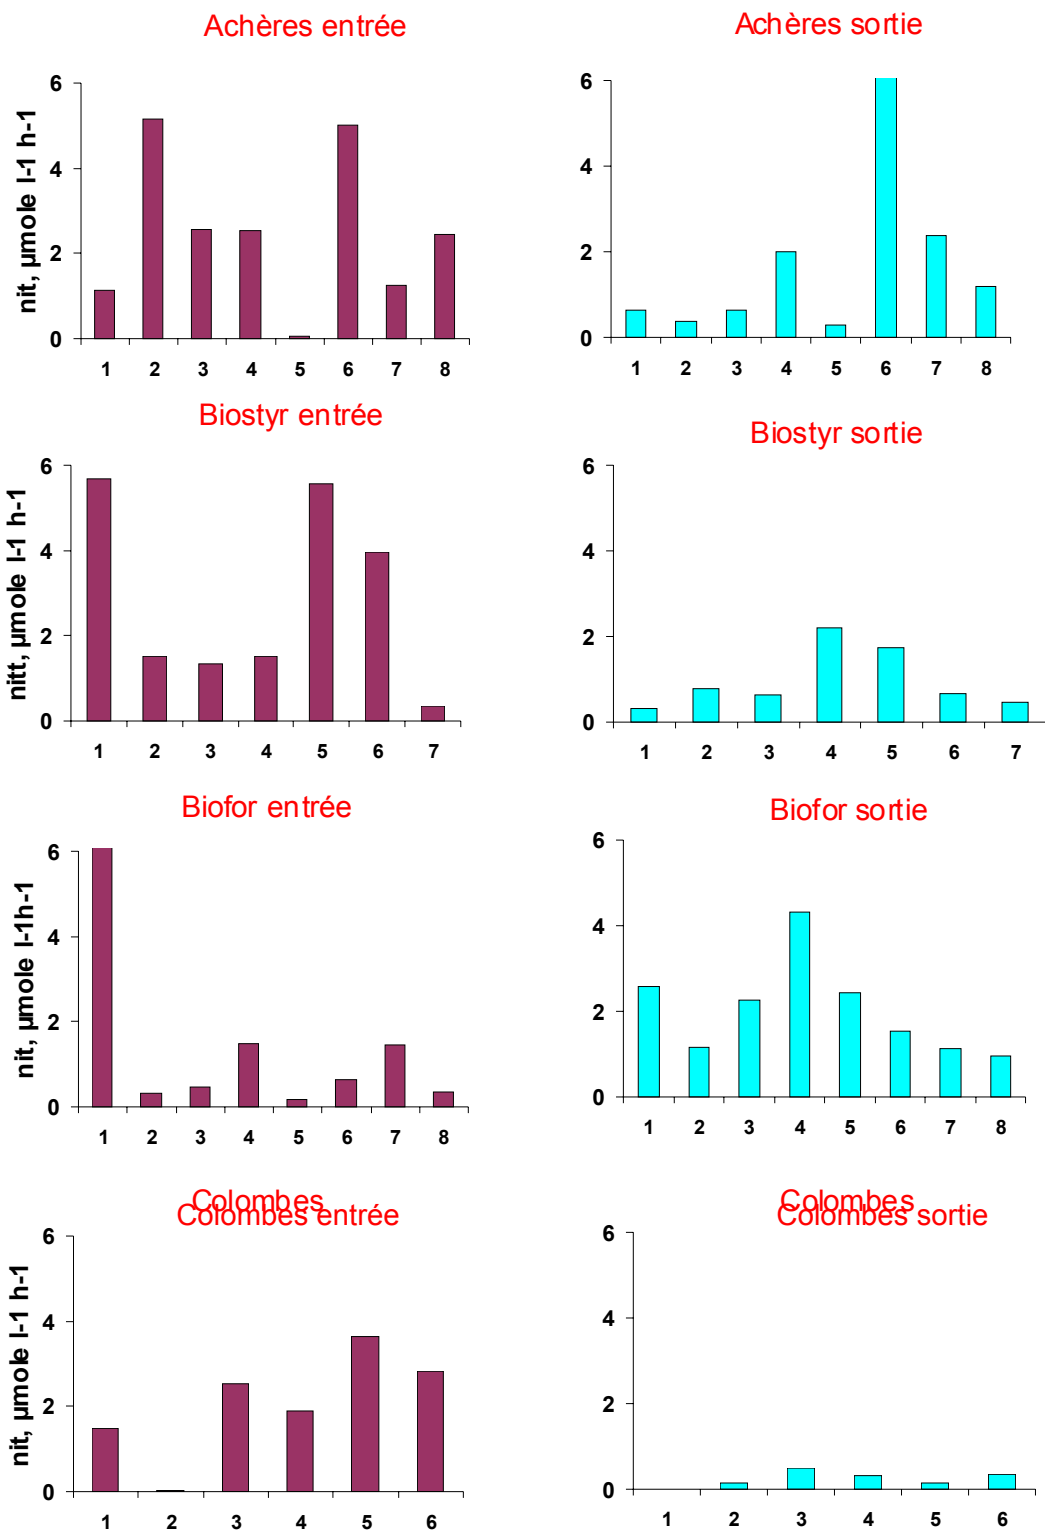 Achères entrée
nit, µmole l-1 h-1
6
4
2
0
1 2 3 4 5 6 7 8
Achères sortie
6
4
2
0
1 2 3 4 5 6 7 8
Biostyr entrée
nitt, µmole l-1 h-1
6
4
2
0
1 2 3 4 5 6 7
Biostyr sortie
6
4
2
0
1 2 3 4 5 6 7
Biofor entrée
nit, µmole l-1h-1
6
4
2
0
1 2 3 4 5 6 7 8
Biofor sortie
6
4
2
0
1 2 3 4 5 6 7 8
Colombes
Colombes entrée
nit, µmole l-1 h-1
6
4
2
0
1 2 3 4 5 6
Colombes
Colombes sortie
6
4
2
0
1 2 3 4 5 6